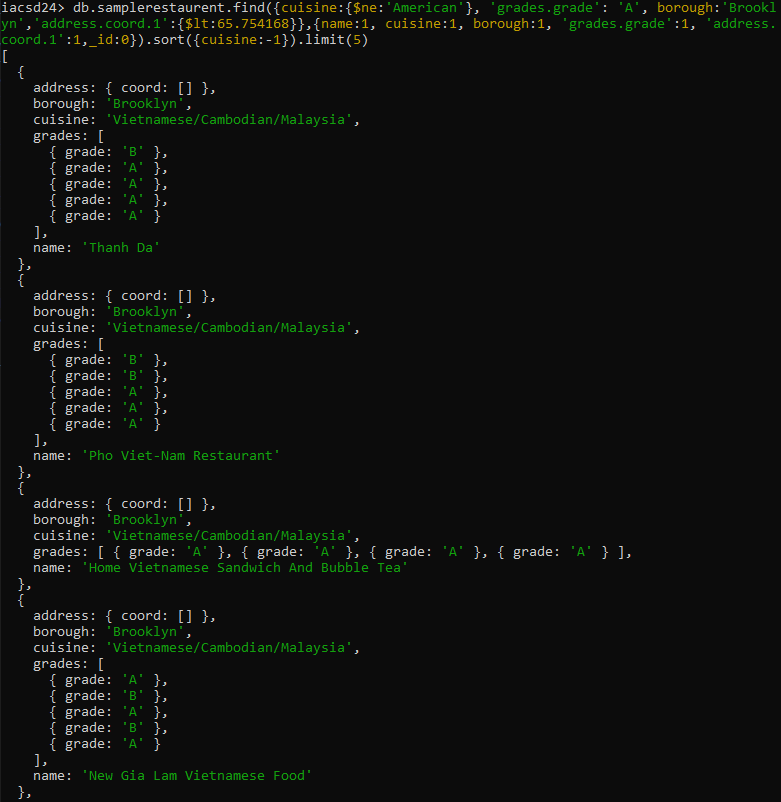 iacsd24> db.samplerestaurent.find({cuisine:{$ne:'American'}, 'grades.grade': 'A', borough:'Brookl
yn','address.coord.1':{$lt:65.754168}},{name:1, cuisine:1, borough:1, 'grades.grade':1, 'address.
coord.1':1,_id:0}).sort({cuisine:-1}).limit(5)
[
  {
    address: { coord: [] },
    borough: 'Brooklyn',
    cuisine: 'Vietnamese/Cambodian/Malaysia',
    grades: [
      { grade: 'B' },
      { grade: 'A' },
      { grade: 'A' },
      { grade: 'A' },
      { grade: 'A' }
    ],
    name: 'Thanh Da'
  },
  {
    address: { coord: [] },
    borough: 'Brooklyn',
    cuisine: 'Vietnamese/Cambodian/Malaysia',
    grades: [
      { grade: 'B' },
      { grade: 'B' },
      { grade: 'A' },
      { grade: 'A' },
      { grade: 'A' }
    ],
    name: 'Pho Viet-Nam Restaurant'
  },
  {
    address: { coord: [] },
    borough: 'Brooklyn',
    cuisine: 'Vietnamese/Cambodian/Malaysia',
    grades: [ { grade: 'A' }, { grade: 'A' }, { grade: 'A' }, { grade: 'A' } ],
    name: 'Home Vietnamese Sandwich And Bubble Tea'
  },
  {
    address: { coord: [] },
    borough: 'Brooklyn',
    cuisine: 'Vietnamese/Cambodian/Malaysia',
    grades: [
      { grade: 'A' },
      { grade: 'B' },
      { grade: 'A' },
      { grade: 'B' },
      { grade: 'A' }
    ],
    name: 'New Gia Lam Vietnamese Food'
  },